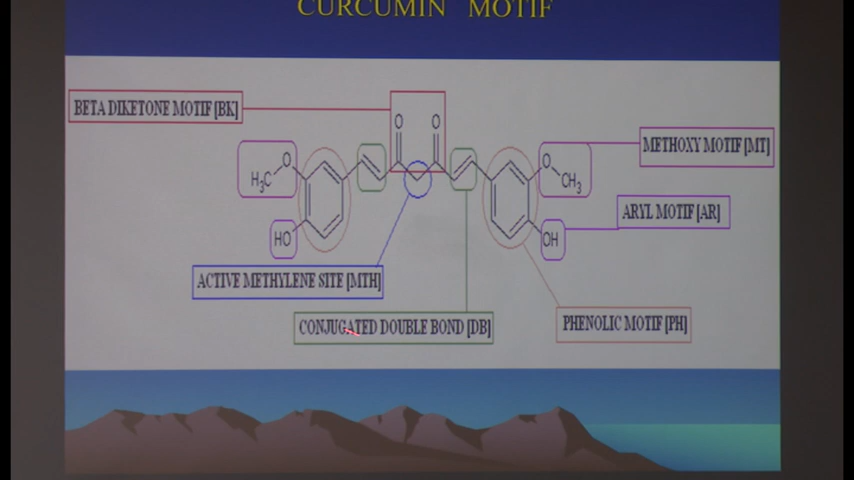 CURCUMIN MOTIF
BETA DIKETONE MOTIF [BK]
O O
METHOXY MOTIF [MT]
O
H₃C
O
CH₃
ARYL MOTIF [AR]
HO
OH
ACTIVE METHYLENE SITE [MTH]
CONJUGATED DOUBLE BOND [DB]
PHENOLIC MOTIF [PH]